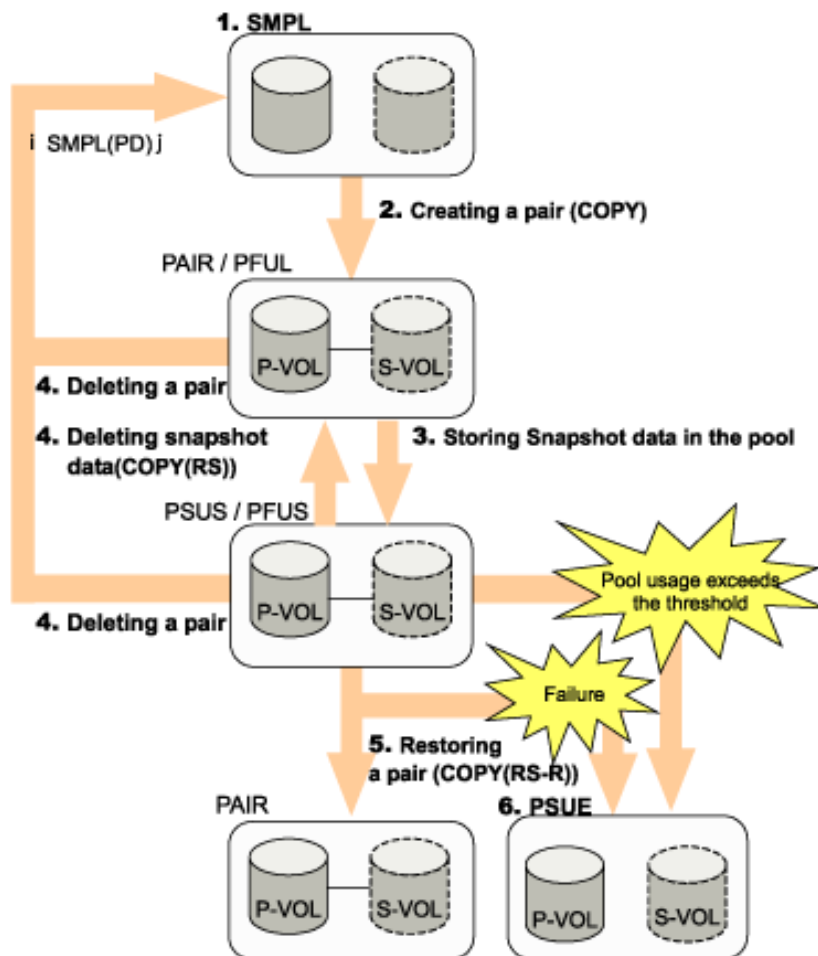 1. SMPL
i SMPL(PD) j
2. Creating a pair (COPY)
PAIR / PFUL
P-VOL
S-VOL
4. Deleting a pair
4. Deleting snapshot
data(COPY(RS))
3. Storing Snapshot data in the pool
PSUS / PFUS
P-VOL
S-VOL
Pool usage exceeds
the threshold
4. Deleting a pair
Failure
5. Restoring
a pair (COPY(RS-R))
PAIR
6. PSUE
P-VOL
S-VOL
P-VOL
S-VOL